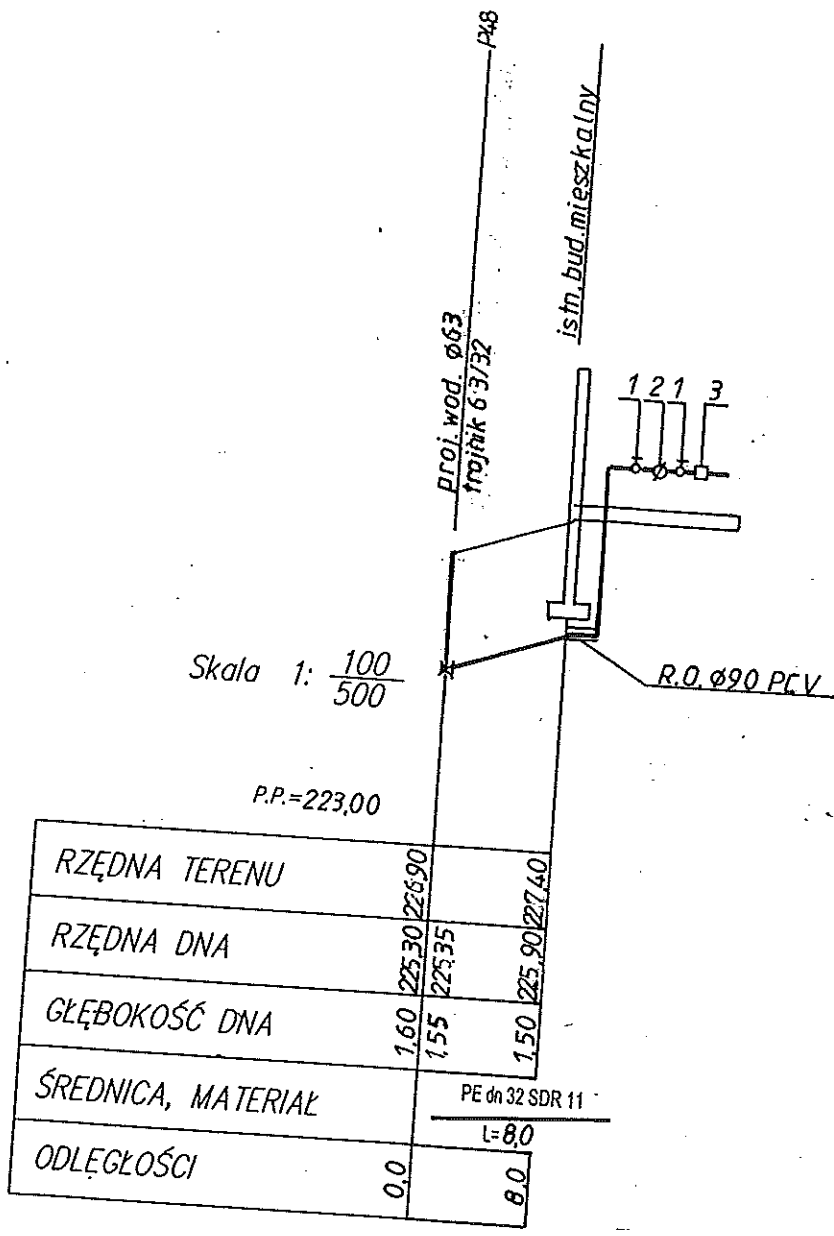 P48
istn. bud. mieszkalny
proj. wod. ø63
trójnik 63/32
1 2 1 3
R.O. ø90 PCV
Skala 1: 100/500
P.P.=223,00
RZĘDNA TERENU 226,90 227,40
RZĘDNA DNA 225,30 225,35 225,90
GŁĘBOKOŚĆ DNA 1,60 1,55 1,50
ŚREDNICA, MATERIAŁ PE dn 32 SDR 11
L=8,0
ODLEGŁOŚCI 0,0 8,0